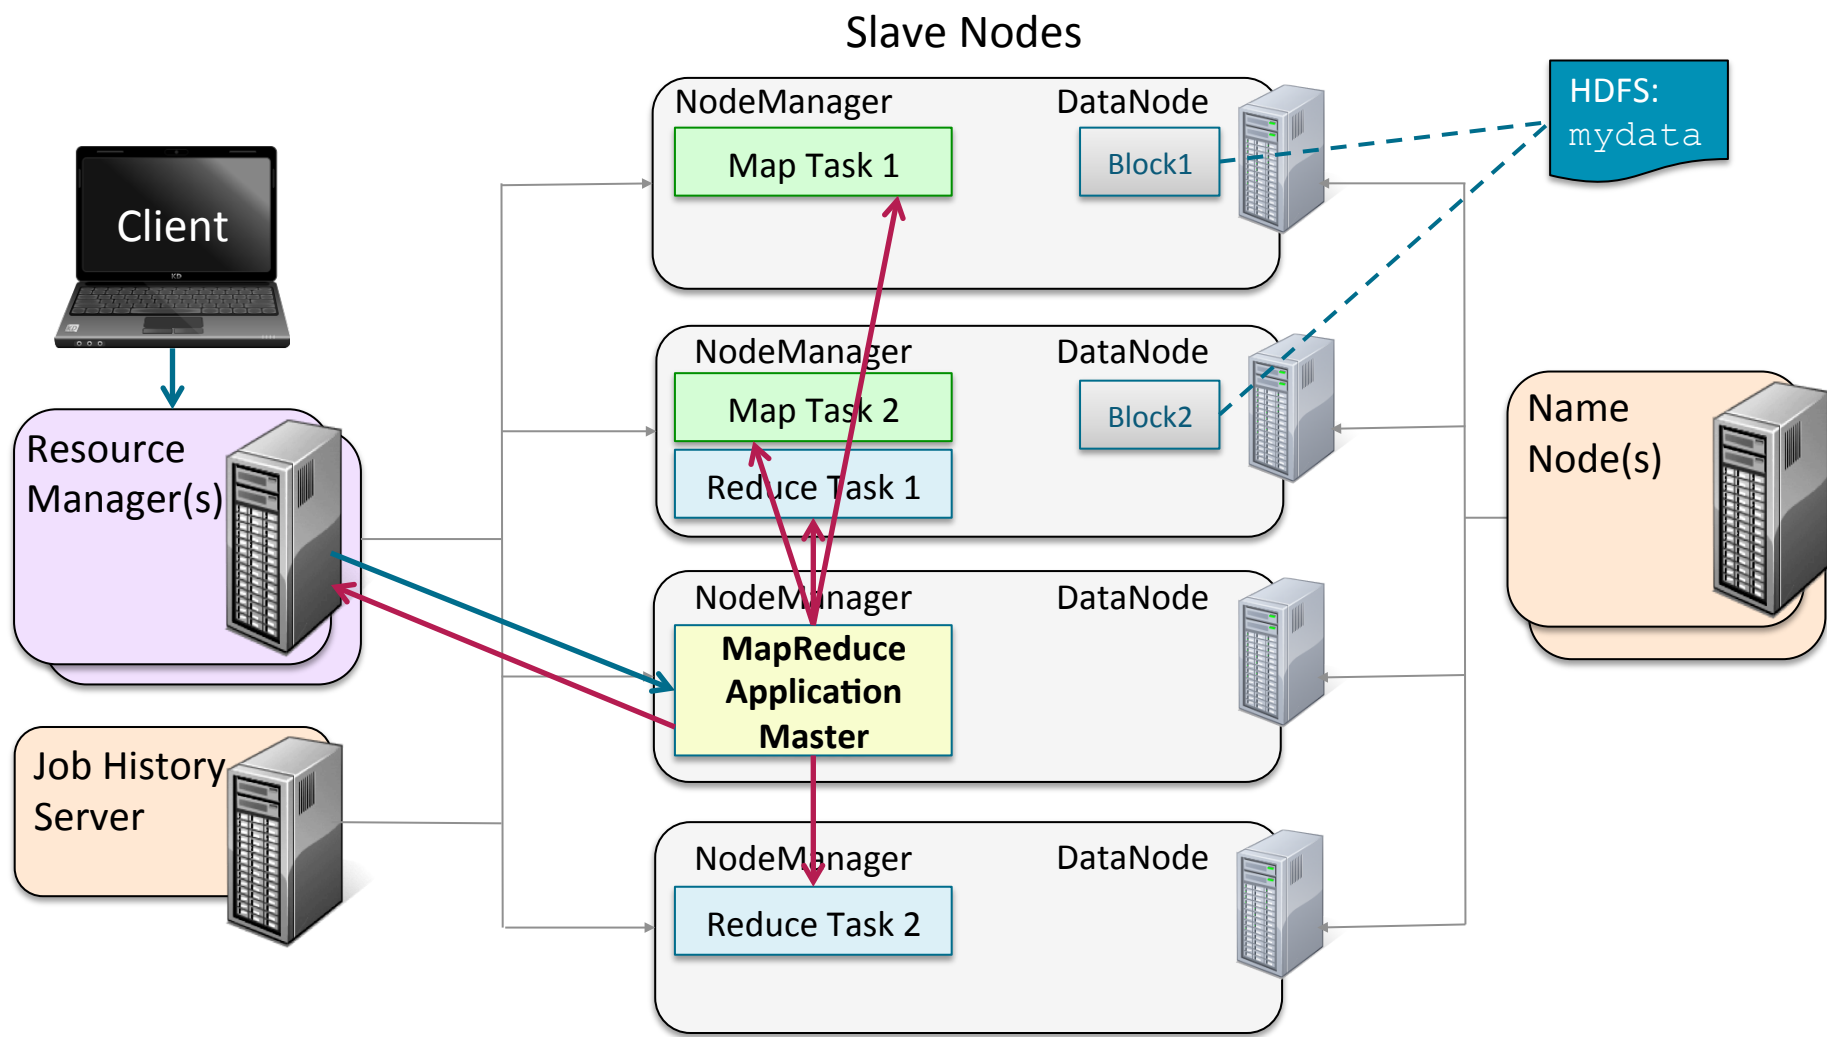 Slave Nodes
NodeManager
DataNode
Map Task 1
Block1
HDFS:
mydata
Client
NodeManager
DataNode
Map Task 2
Block2
Reduce Task 1
Resource
Manager(s)
Name
Node(s)
NodeManager
DataNode
MapReduce
Application
Master
Job History
Server
NodeManager
DataNode
Reduce Task 2